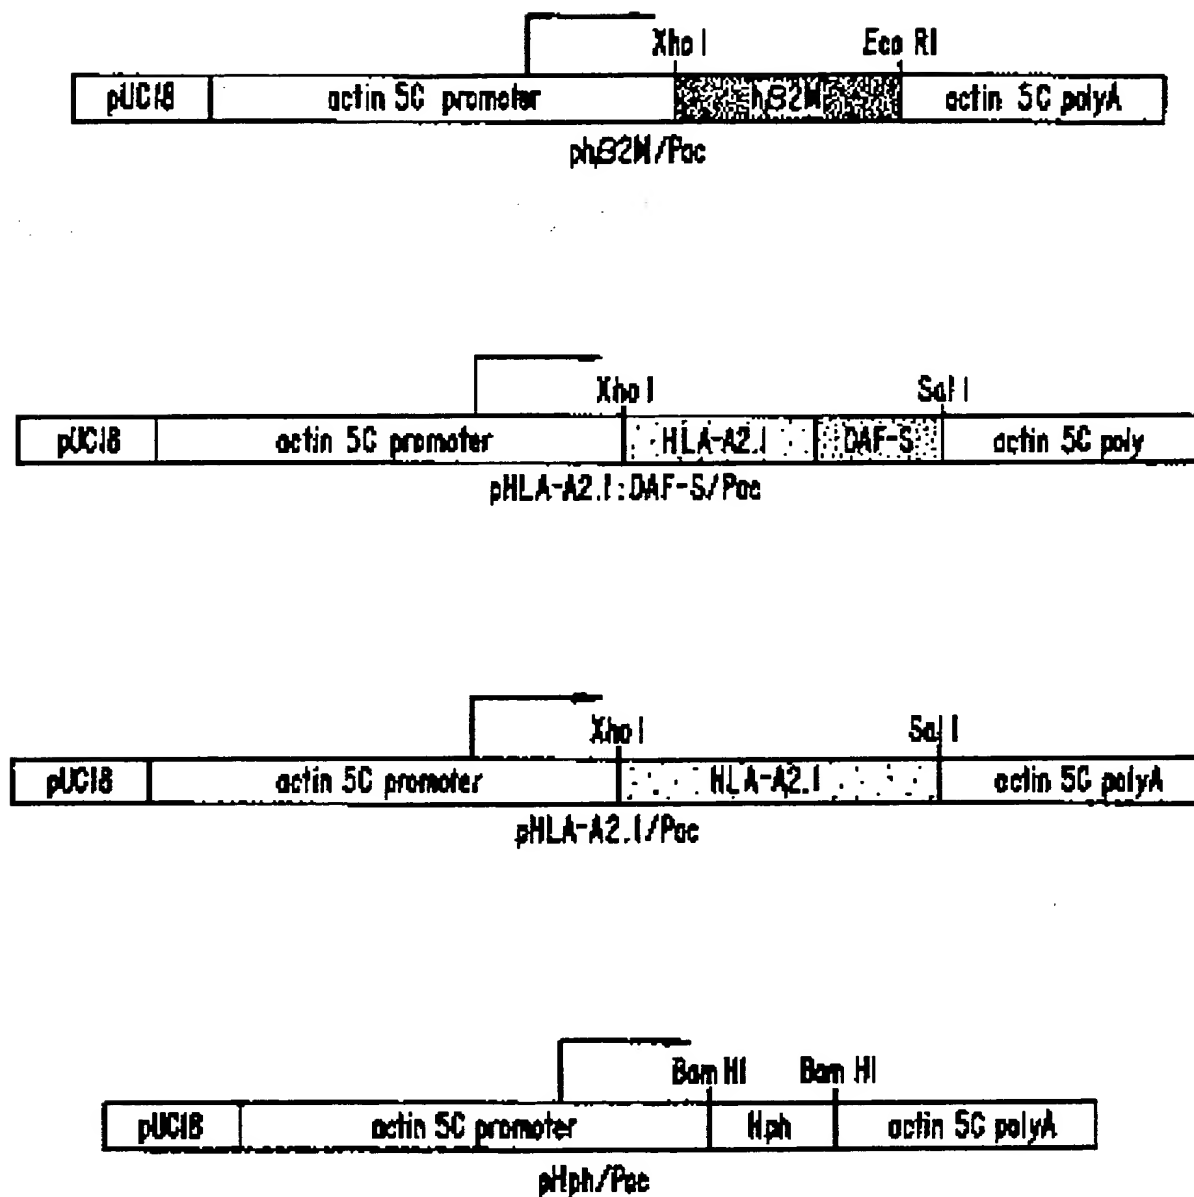 Xho I Eco RI
pUC18 actin 5C promoter hβ2M actin 5C polyA
phβ2M/Pac
Xho I Sal I
pUC18 actin 5C promoter HLA-A2.1 DAF-S actin 5C poly
pHLA-A2.1:DAF-S/Pac
Xho I Sal I
pUC18 actin 5C promoter HLA-A2.1 actin 5C polyA
pHLA-A2.1/Pac
Bam HI Bam HI
pUC18 actin 5C promoter Hph actin 5C polyA
pHph/Pac